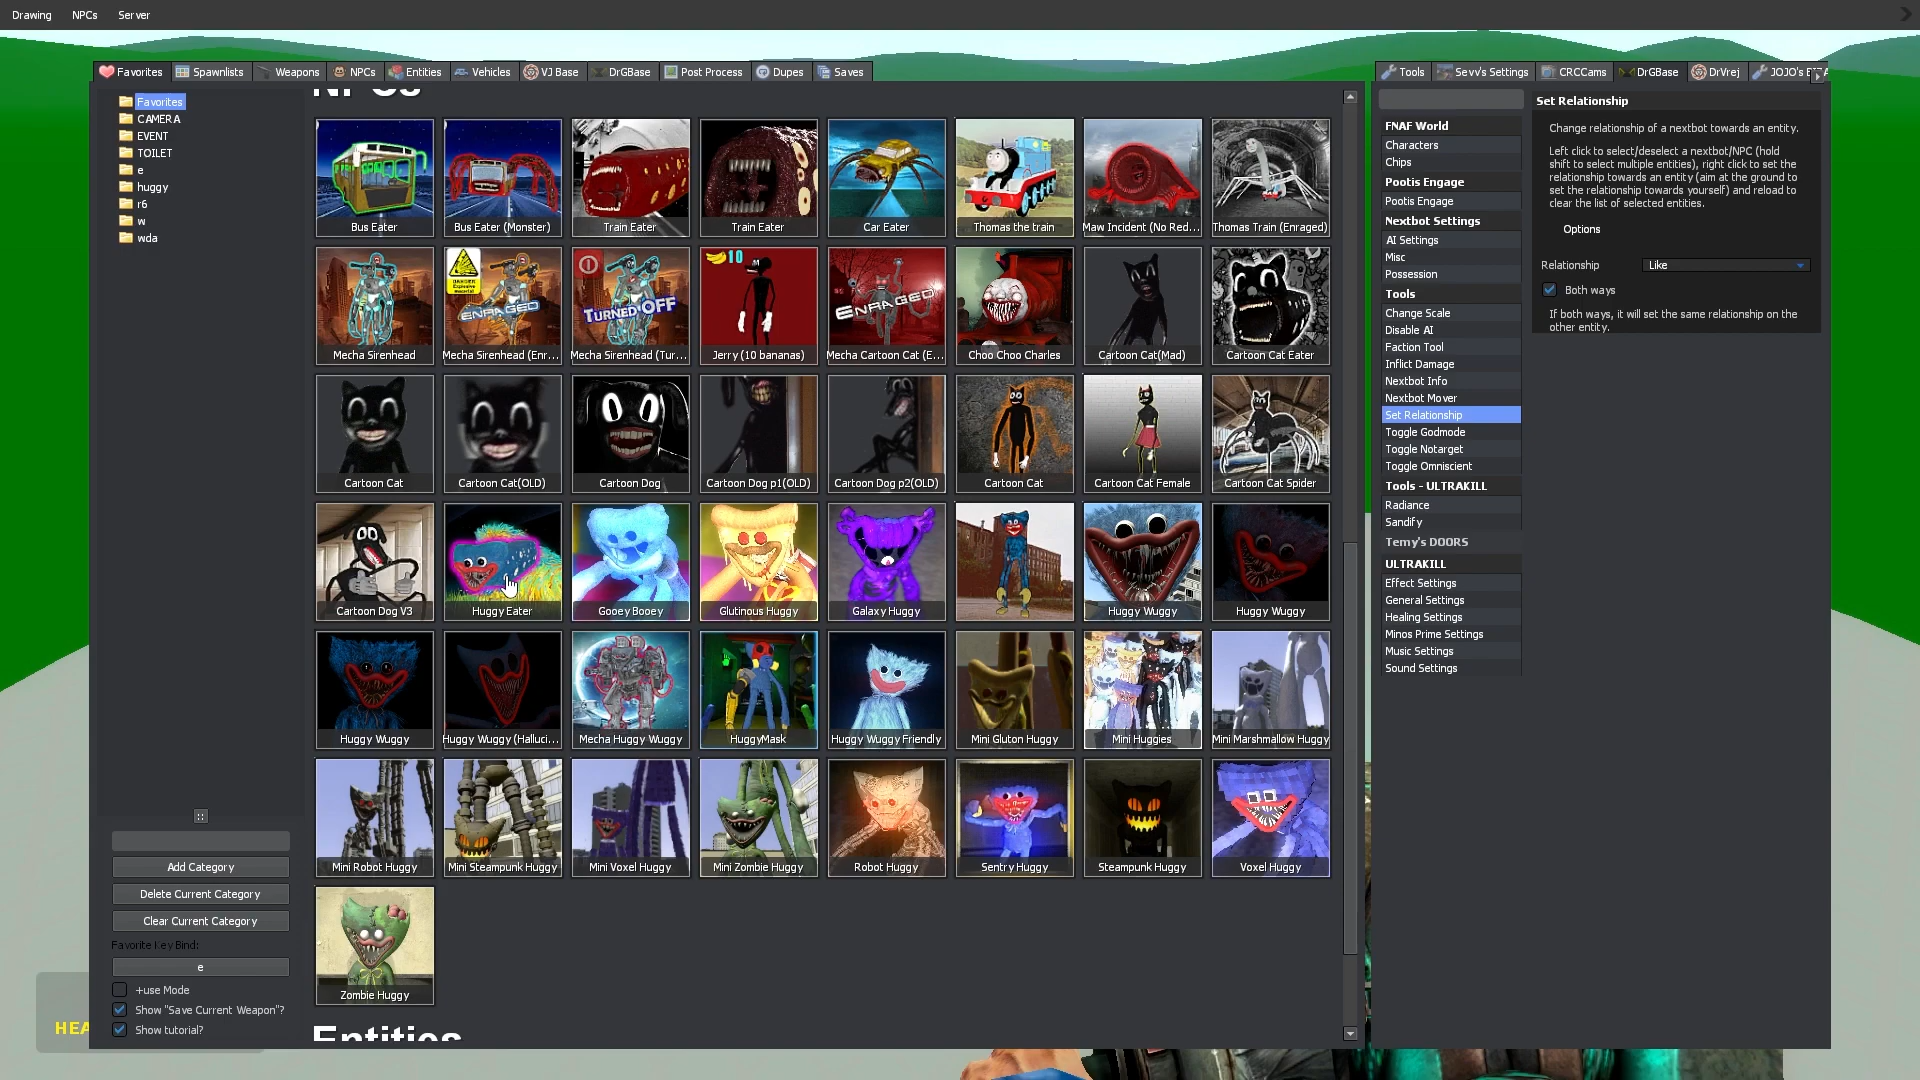 Drawing NPCs Server
Favorites Spawnlists Weapons NPCs Entities Vehicles VJ Base DrGBase Post Process Dupes Saves
Tools Sevv's Settings CRCCams DrGBase DrVrej JOJO's
Favorites
CAMERA
EVENT
TOILET
e
huggy
r6
w
wda
Add Category
Delete Current Category
Clear Current Category
Favorite Key Bind:
e
+use Mode
Show "Save Current Weapon"?
Show tutorial?
HEA
NPCs
Bus Eater
Bus Eater (Monster)
Train Eater
Train Eater
Car Eater
Thomas the train
Maw Incident (No Red...
Thomas Train (Enraged)
DANGER
ENRAGED
TURNED OFF
10
ENRAGED
Mecha Sirenhead
Mecha Sirenhead (Enr...
Mecha Sirenhead (Tur...
Jerry (10 bananas)
Mecha Cartoon Cat (E...
Choo Choo Charles
Cartoon Cat(Mad)
Cartoon Cat Eater
Cartoon Cat
Cartoon Cat(OLD)
Cartoon Dog
Cartoon Dog p1(OLD)
Cartoon Dog p2(OLD)
Cartoon Cat
Cartoon Cat Female
Cartoon Cat Spider
Cartoon Dog V3
Huggy Eater
Gooey Booey
Glutinous Huggy
Galaxy Huggy
Huggy Wuggy
Huggy Wuggy
Huggy Wuggy
Huggy Wuggy (Halluci...
Mecha Huggy Wuggy
HuggyMask
Huggy Wuggy Friendly
Mini Gluton Huggy
Mini Huggies
Mini Marshmallow Huggy
Mini Robot Huggy
Mini Steampunk Huggy
Mini Voxel Huggy
Mini Zombie Huggy
Robot Huggy
Sentry Huggy
Steampunk Huggy
Voxel Huggy
Zombie Huggy
Entities
FNAF World
Characters
Chips
Pootis Engage
Pootis Engage
Nextbot Settings
AI Settings
Misc
Possession
Tools
Change Scale
Disable AI
Faction Tool
Inflict Damage
Nextbot Info
Nextbot Mover
Set Relationship
Toggle Godmode
Toggle Notarget
Toggle Omniscient
Tools - ULTRAKILL
Radiance
Sandify
Temy's DOORS
ULTRAKILL
Effect Settings
General Settings
Healing Settings
Minos Prime Settings
Music Settings
Sound Settings
Set Relationship
Change relationship of a nextbot towards an entity.
Left click to select/deselect a nextbot/NPC (hold
shift to select multiple entities), right click to set the
relationship towards an entity (aim at the ground to
set the relationship towards yourself) and reload to
clear the list of selected entities.
Options
Relationship Like
Both ways
If both ways, it will set the same relationship on the
other entity.